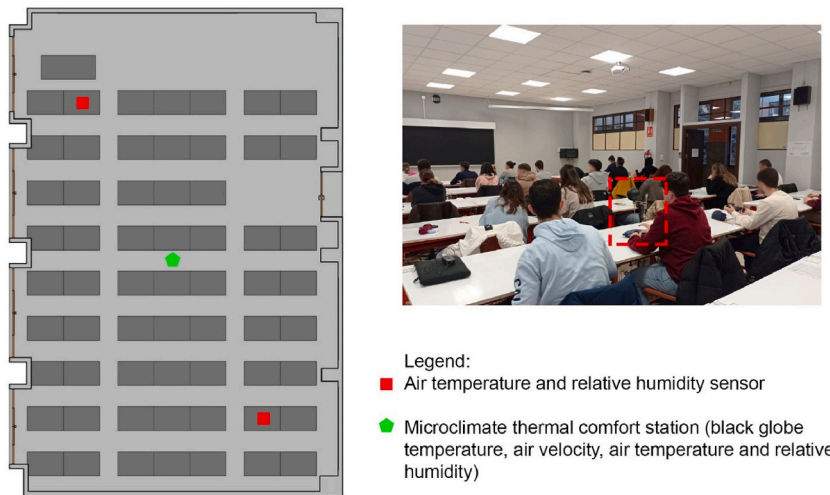 Legend:
Air temperature and relative humidity sensor
Microclimate thermal comfort station (black globe
temperature, air velocity, air temperature and relative
humidity)